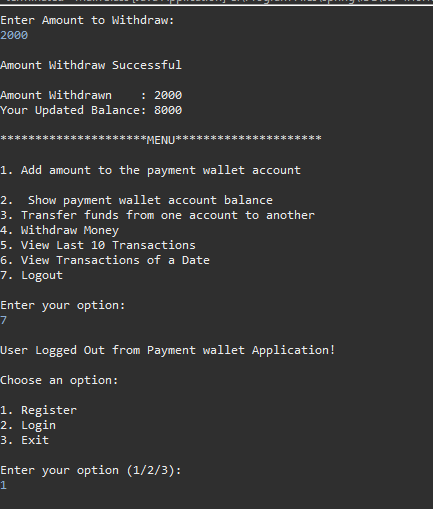 Enter Amount to Withdraw:
2000
Amount Withdraw Successful
Amount Withdrawn    : 2000
Your Updated Balance: 8000
*********************MENU*********************
1. Add amount to the payment wallet account
2.  Show payment wallet account balance
3. Transfer funds from one account to another
4. Withdraw Money
5. View Last 10 Transactions
6. View Transactions of a Date
7. Logout
Enter your option:
7
User Logged Out from Payment wallet Application!
Choose an option:
1. Register
2. Login
3. Exit
Enter your option (1/2/3):
1